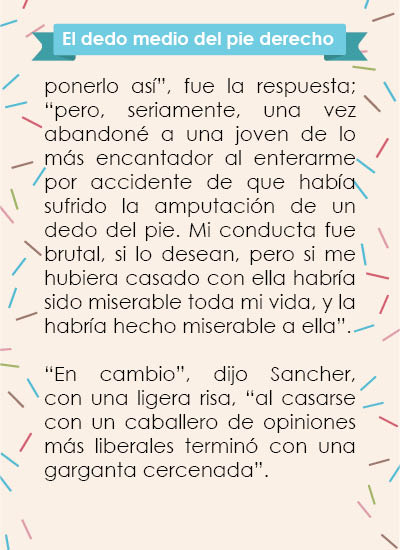 El dedo medio del pie derecho
ponerlo así”, fue la respuesta;
“pero, seriamente, una vez
abandoné a una joven de lo
más encantador al enterarme
por accidente de que había
sufrido la amputación de un
dedo del pie. Mi conducta fue
brutal, si lo desean, pero si me
hubiera casado con ella habría
sido miserable toda mi vida, y la
habría hecho miserable a ella”.
“En cambio”, dijo Sancher,
con una ligera risa, “al casarse
con un caballero de opiniones
más liberales terminó con una
garganta cercenada”.